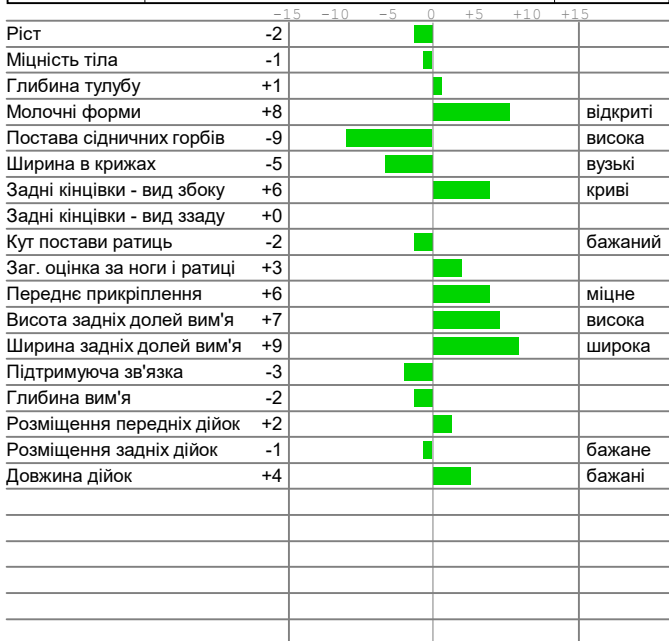 -15 -10 -5 0 +5 +10 +15
Ріст -2
Міцність тіла -1
Глибина тулубу +1
Молочні форми +8 відкриті
Постава сідничних горбів -9 висока
Ширина в крижах -5 вузькі
Задні кінцівки - вид збоку +6 криві
Задні кінцівки - вид ззаду +0
Кут постави ратиць -2 бажаний
Заг. оцінка за ноги і ратиці +3
Переднє прикріплення +6 міцне
Висота задніх долей вим'я +7 висока
Ширина задніх долей вим'я +9 широка
Підтримуюча зв'язка -3
Глибина вим'я -2
Розміщення передніх дійок +2
Розміщення задніх дійок -1 бажане
Довжина дійок +4 бажані